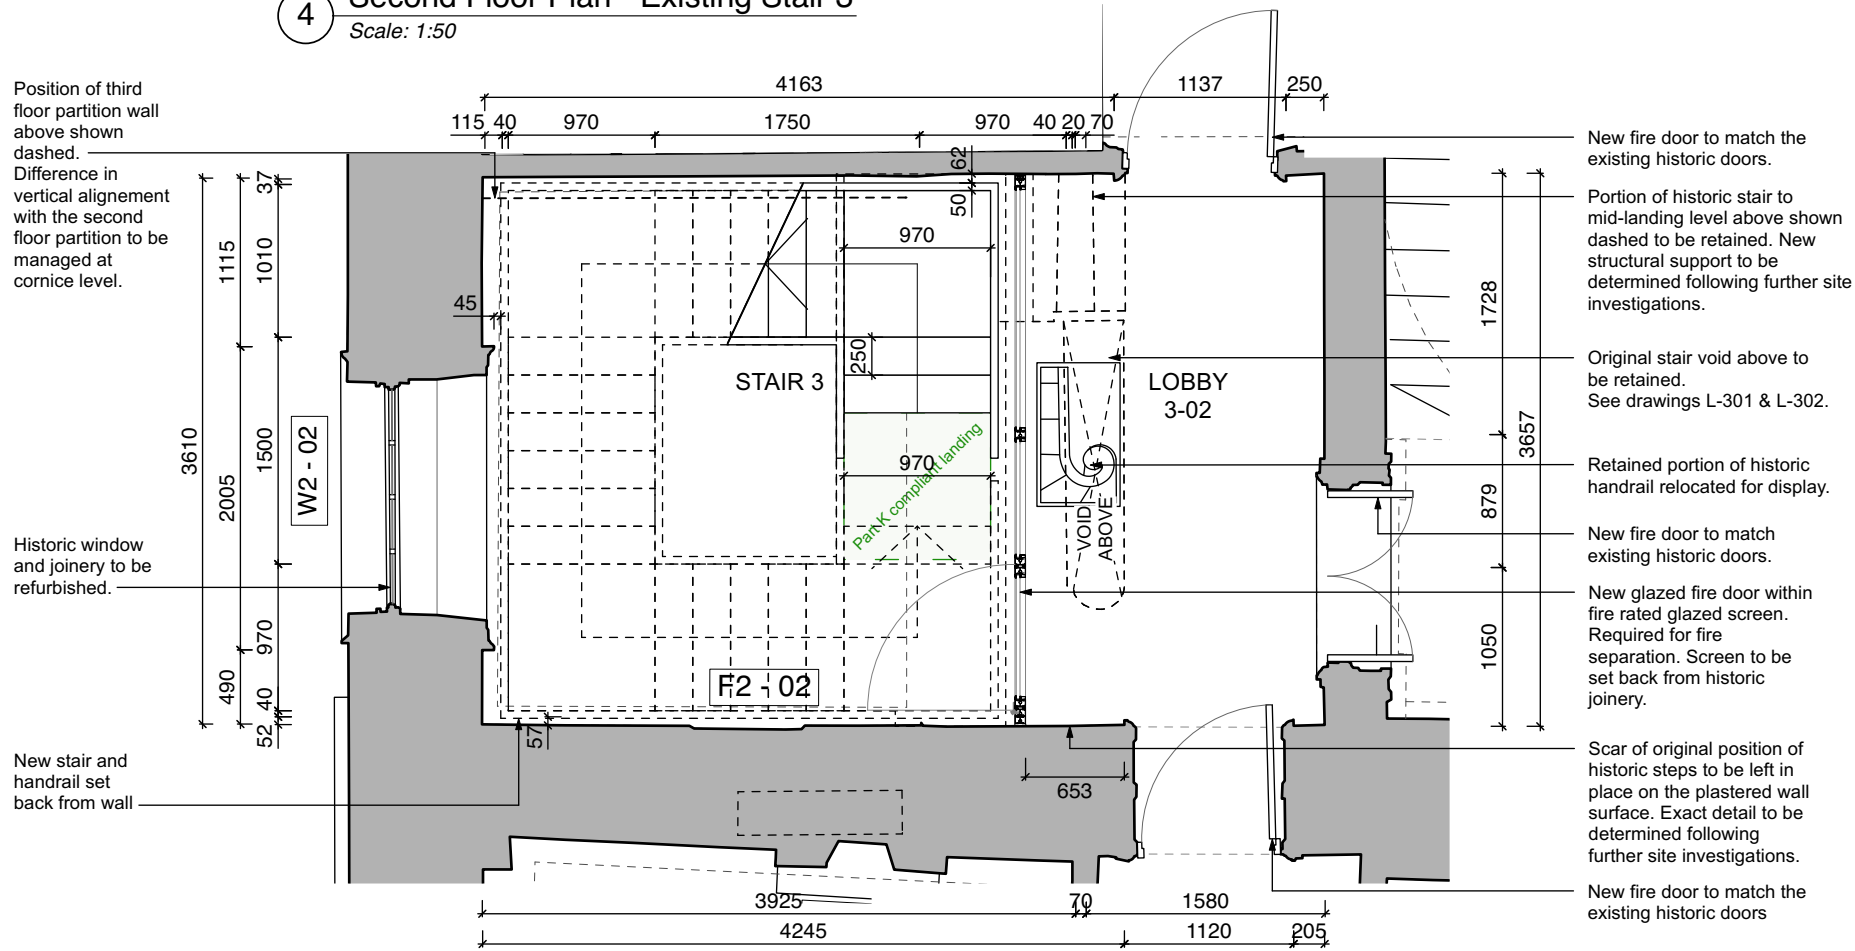 4
Second Floor Plan - Existing Stair 3
Scale: 1:50
Position of third
floor partition wall
above shown
dashed.
Difference in
vertical alignement
with the second
floor partition to be
managed at
cornice level.
Historic window
and joinery to be
refurbished.
New stair and
handrail set
back from wall
4163
1137
250
115
40
970
1750
970
40
20
70
62
50
37
1010
1115
45
3610
2005
1500
W2 - 02
490
970
40
52
57
970
250
STAIR 3
970
Part K compliant landing
F2 - 02
LOBBY
3-02
VOID
ABOVE
653
1728
3657
879
1050
3925
70
1580
4245
1120
205
New fire door to match the
existing historic doors.
Portion of historic stair to
mid-landing level above shown
dashed to be retained. New
structural support to be
determined following further site
investigations.
Original stair void above to
be retained.
See drawings L-301 & L-302.
Retained portion of historic
handrail relocated for display.
New fire door to match
existing historic doors.
New glazed fire door within
fire rated glazed screen.
Required for fire
separation. Screen to be
set back from historic
joinery.
Scar of original position of
historic steps to be left in
place on the plastered wall
surface. Exact detail to be
determined following
further site investigations.
New fire door to match the
existing historic doors